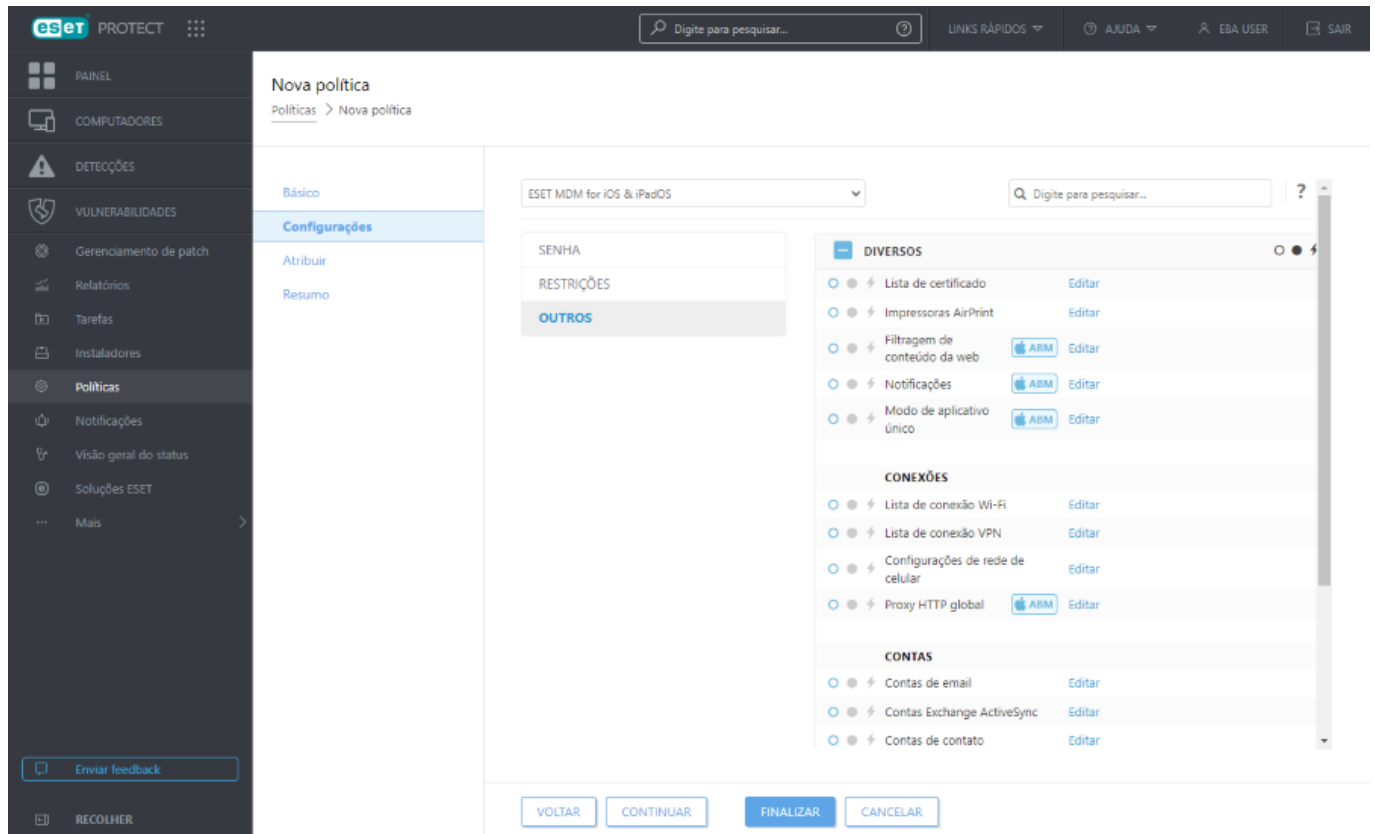 eset PROTECT
Digite para pesquisar...
LINKS RÁPIDOS
AJUDA
EBA USER
SAIR
PAINEL
COMPUTADORES
DETECÇÕES
VULNERABILIDADES
Gerenciamento de patch
Relatórios
Tarefas
Instaladores
Políticas
Notificações
Visão geral do status
Soluções ESET
Mais
Enviar feedback
RECOLHER
Nova política
Políticas > Nova política
Básico
Configurações
Atribuir
Resumo
ESET MDM for iOS & iPadOS
Digite para pesquisar...
?
SENHA
RESTRIÇÕES
OUTROS
DIVERSOS
Lista de certificado Editar
Impressoras AirPrint Editar
Filtragem de
conteúdo da web ABM Editar
Notificações ABM Editar
Modo de aplicativo
único ABM Editar
CONEXÕES
Lista de conexão Wi-Fi Editar
Lista de conexão VPN Editar
Configurações de rede de
celular Editar
Proxy HTTP global ABM Editar
CONTAS
Contas de email Editar
Contas Exchange ActiveSync Editar
Contas de contato Editar
VOLTAR
CONTINUAR
FINALIZAR
CANCELAR